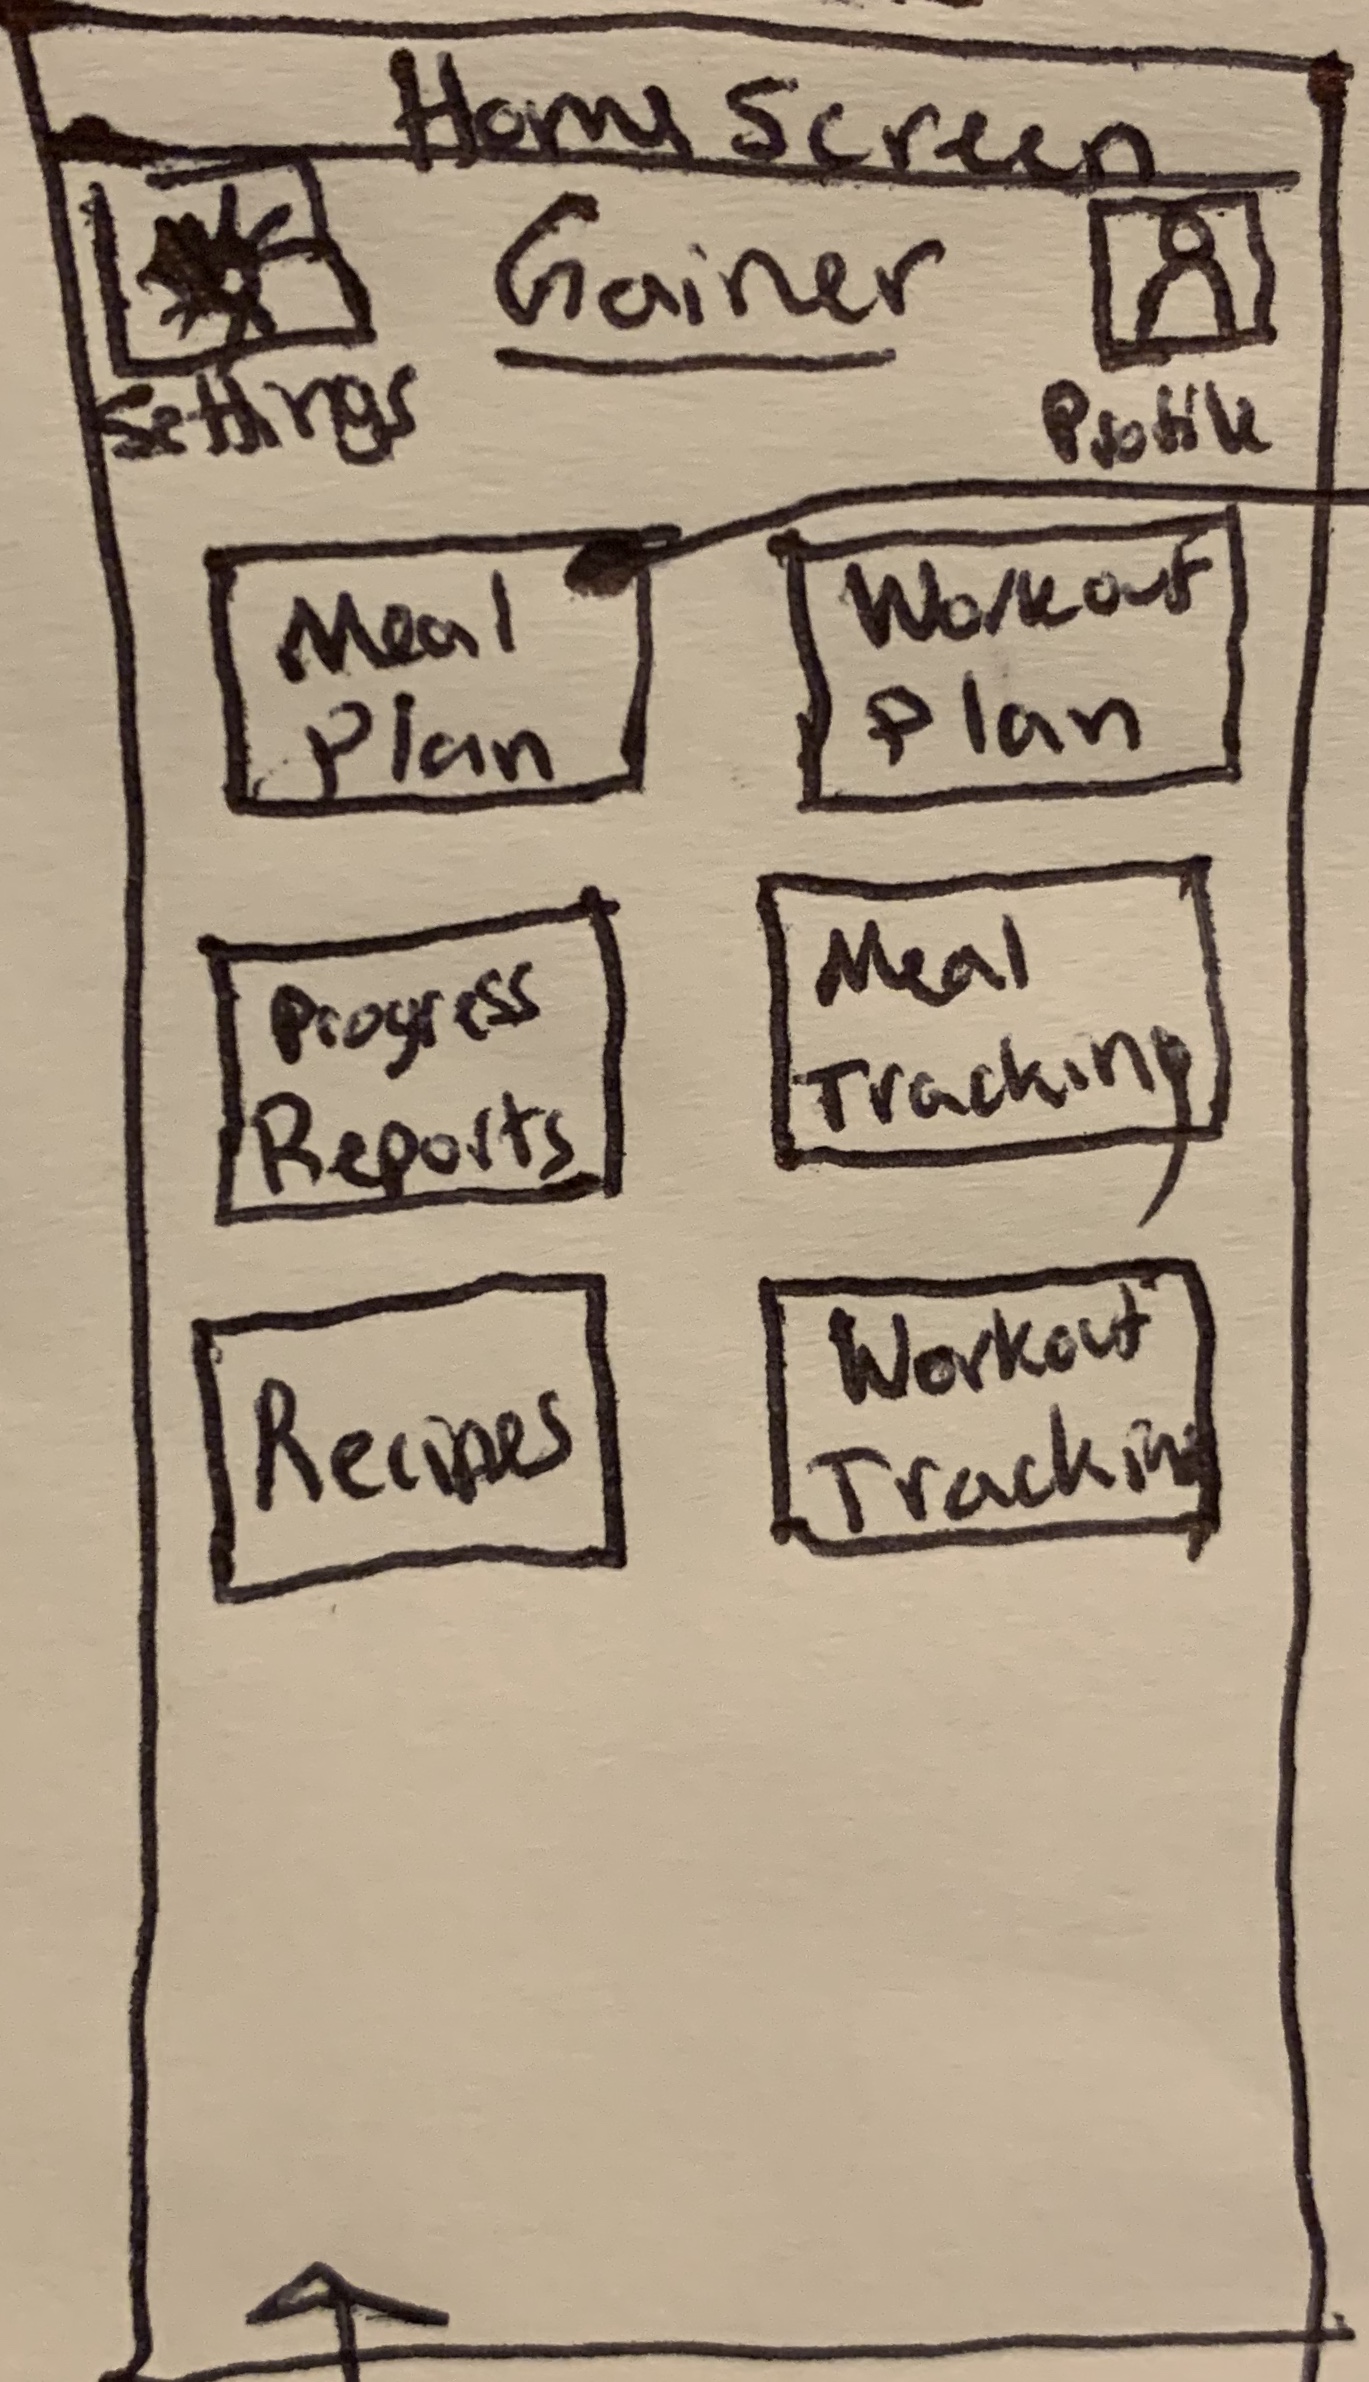 Home Screen
Gainer
Settings
Profile
Meal
Plan
Workout
Plan
Progress
Reports
Meal
Tracking
Recipes
Workout
Tracking